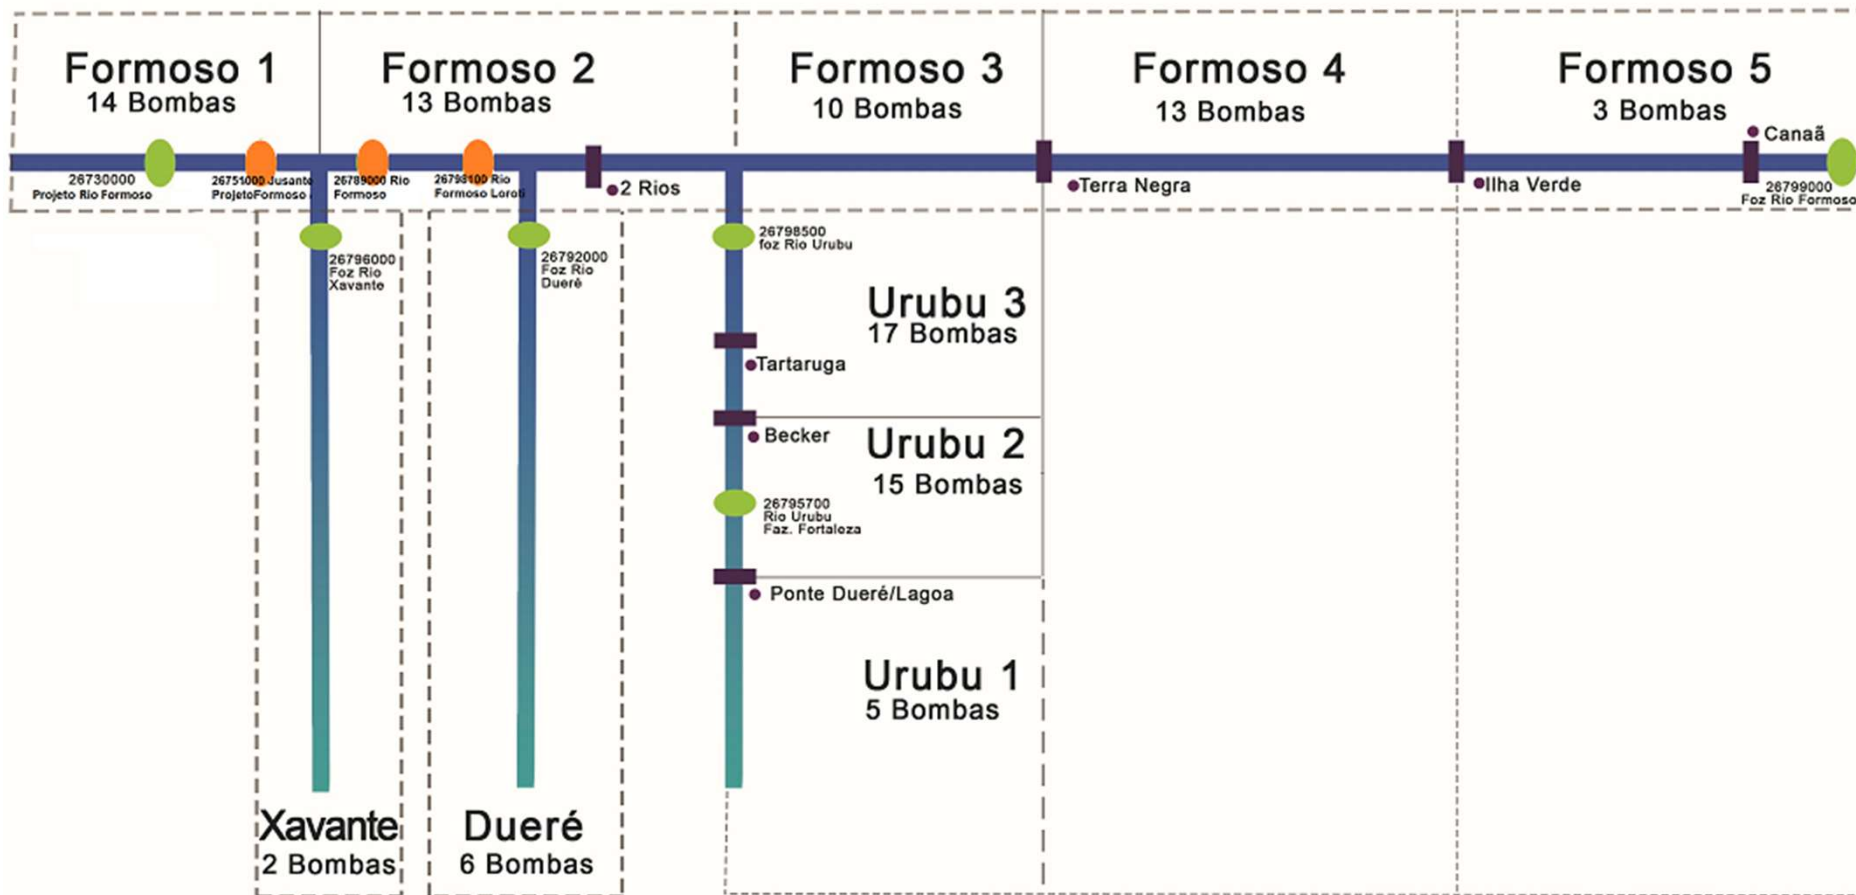 Formoso 1
14 Bombas
Formoso 2
13 Bombas
Formoso 3
10 Bombas
Formoso 4
13 Bombas
Formoso 5
3 Bombas
26730000
Projeto Rio Formoso
26751000 Jusante
ProjetoFormoso
26789000 Rio
Formoso
26798100 Rio
Formoso Loroti
2 Rios
Terra Negra
Ilha Verde
Canaã
26799000
Foz Rio Formoso
26796000
Foz Rio
Xavante
26792000
Foz Rio
Dueré
26798500
foz Rio Urubu
Urubu 3
17 Bombas
Tartaruga
Becker
Urubu 2
15 Bombas
26795700
Rio Urubu
Faz. Fortaleza
Ponte Dueré/Lagoa
Urubu 1
5 Bombas
Xavante
2 Bombas
Dueré
6 Bombas